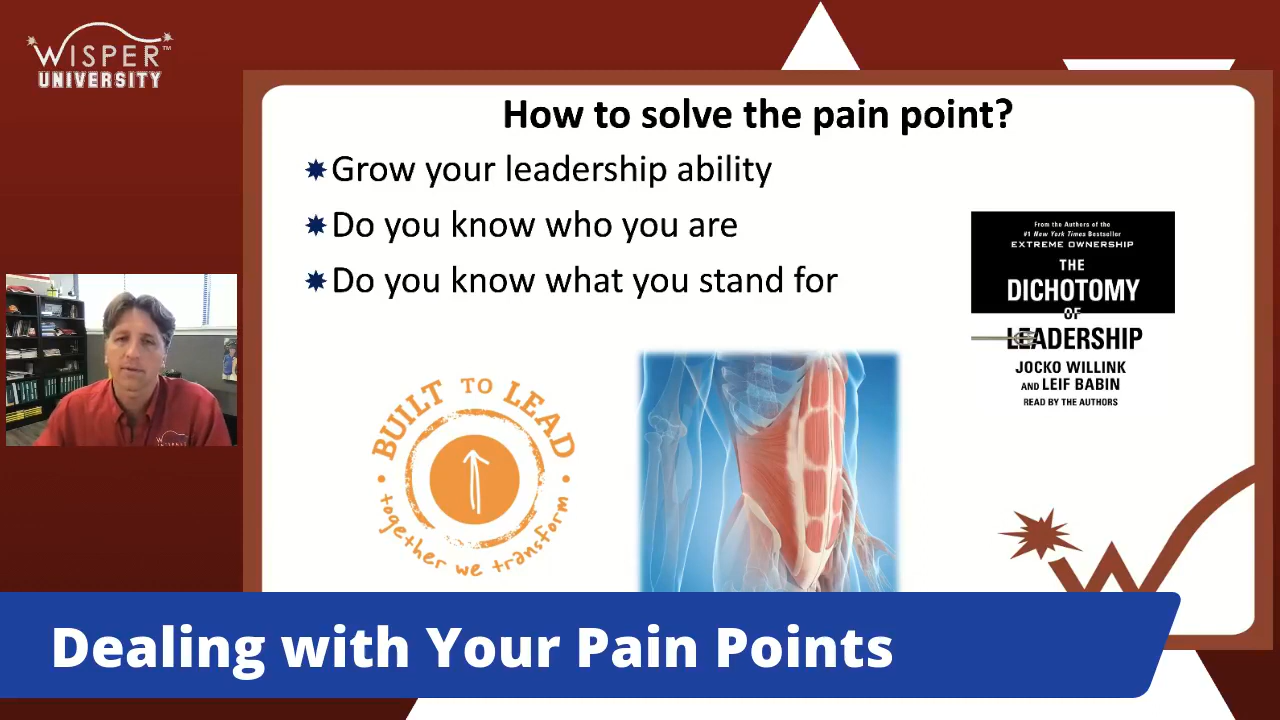 WISPER™
UNIVERSITY
How to solve the pain point?
Grow your leadership ability
Do you know who you are
Do you know what you stand for
From the Authors of the
#1 New York Times Bestseller
EXTREME OWNERSHIP
THE
DICHOTOMY
OF
LEADERSHIP
JOCKO WILLINK
AND LEIF BABIN
READ BY THE AUTHORS
BUILT TO LEAD
together we transform
Dealing with Your Pain Points